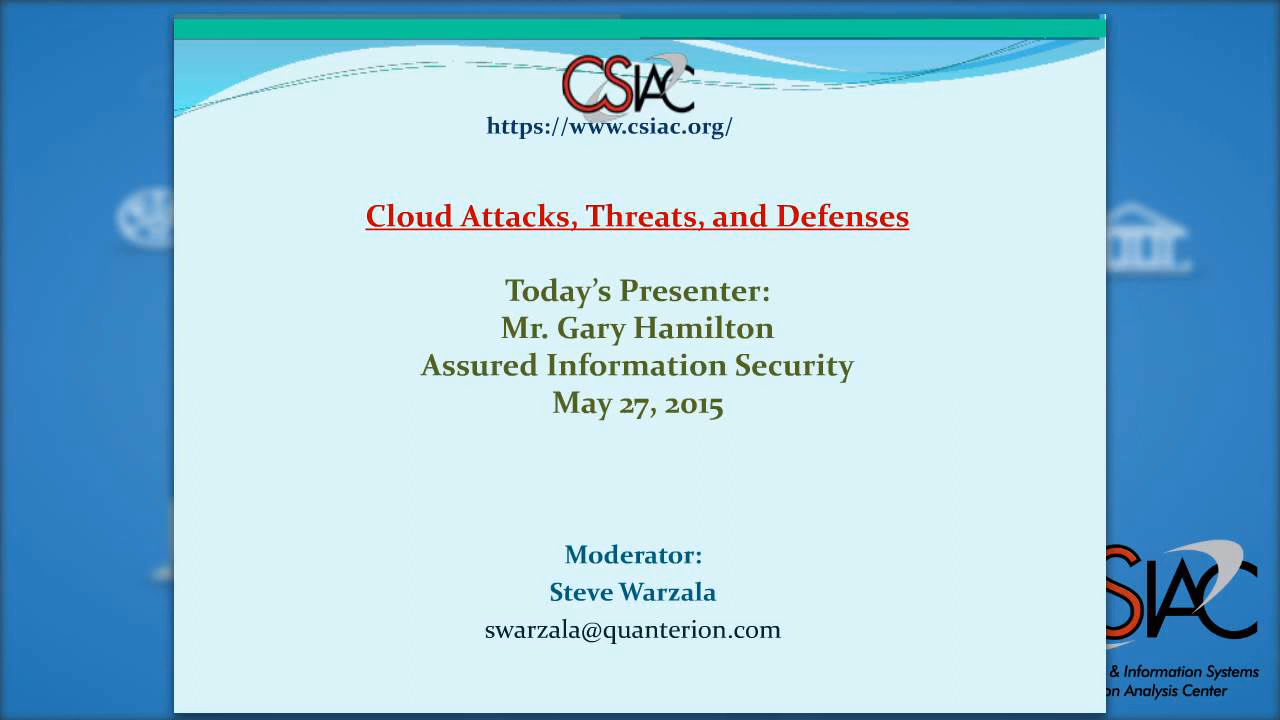 CSIAC
https://www.csiac.org/
Cloud Attacks, Threats, and Defenses
Today's Presenter:
Mr. Gary Hamilton
Assured Information Security
May 27, 2015
Moderator:
Steve Warzala
swarzala@quanterion.com
SIAC
& Information Systems
on Analysis Center